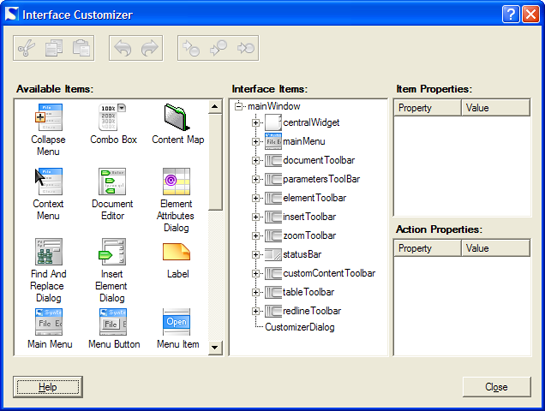 Interface Customizer
Available Items:
Collapse
Menu
Combo Box
Content Map
Context
Menu
Document
Editor
Element
Attributes
Dialog
Find And
Replace
Dialog
Insert
Element
Dialog
Label
Main Menu
Menu Button
Menu Item
Interface Items:
mainWindow
centralWidget
mainMenu
documentToolbar
parametersToolBar
elementToolbar
insertToolbar
zoomToolbar
statusBar
customContentToolbar
tableToolbar
redlineToolbar
CustomizerDialog
Item Properties:
Property Value
Action Properties:
Property Value
Help
Close